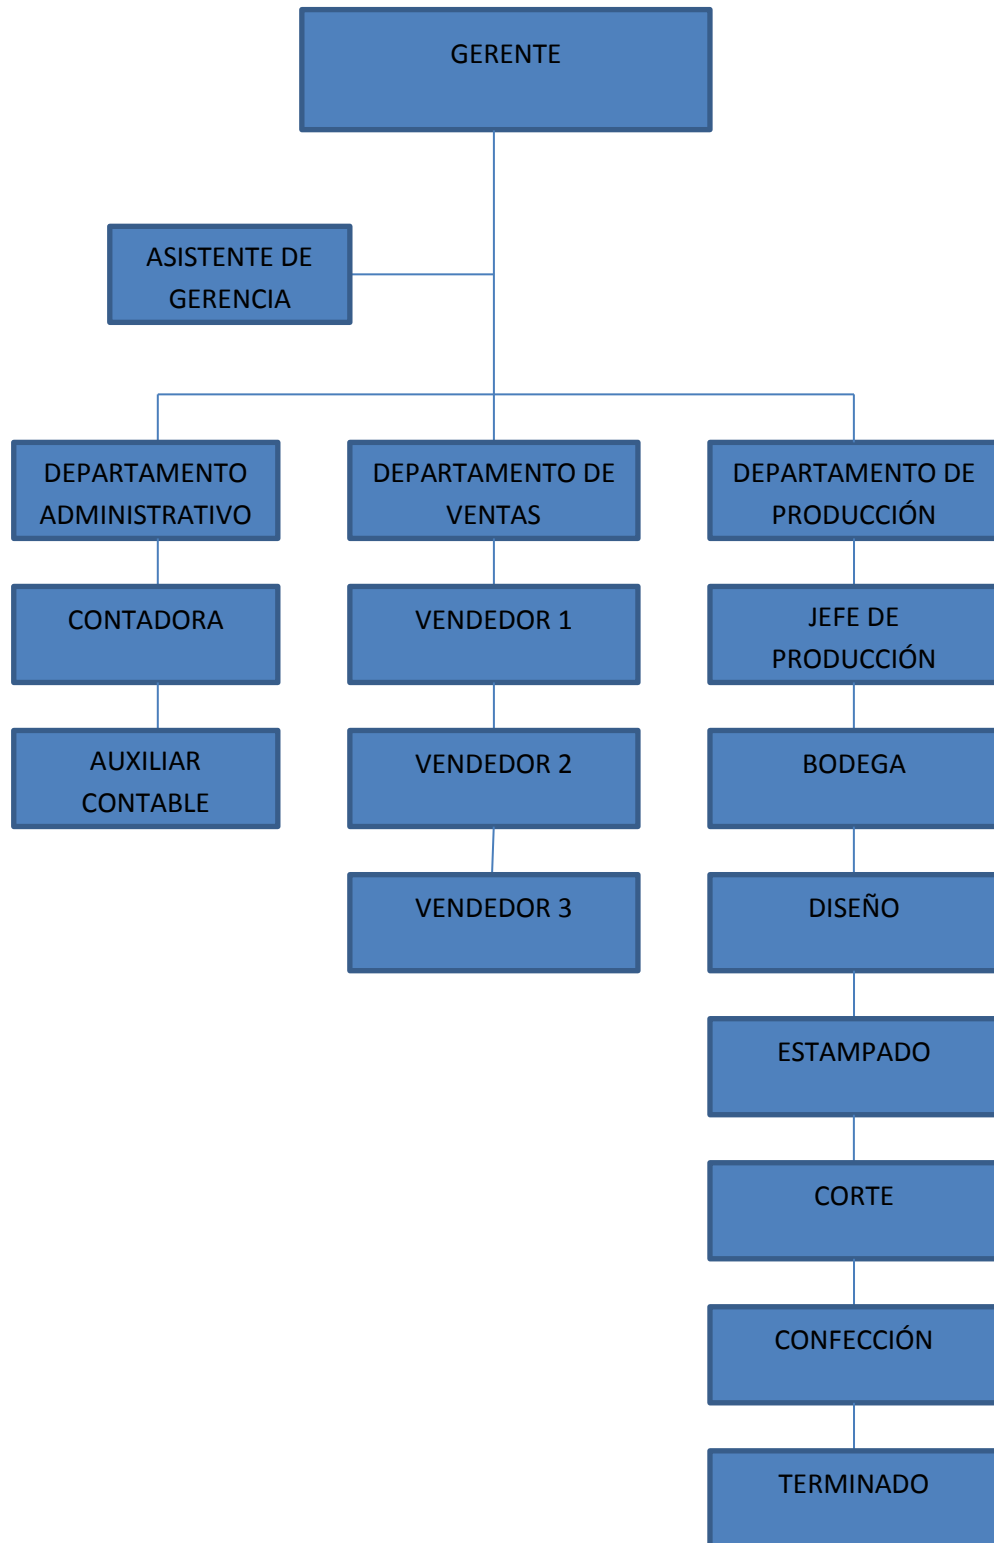 GERENTE
ASISTENTE DE
GERENCIA
DEPARTAMENTO
ADMINISTRATIVO
DEPARTAMENTO DE
VENTAS
DEPARTAMENTO DE
PRODUCCIÓN
CONTADORA
VENDEDOR 1
JEFE DE
PRODUCCIÓN
AUXILIAR
CONTABLE
VENDEDOR 2
BODEGA
VENDEDOR 3
DISEÑO
ESTAMPADO
CORTE
CONFECCIÓN
TERMINADO